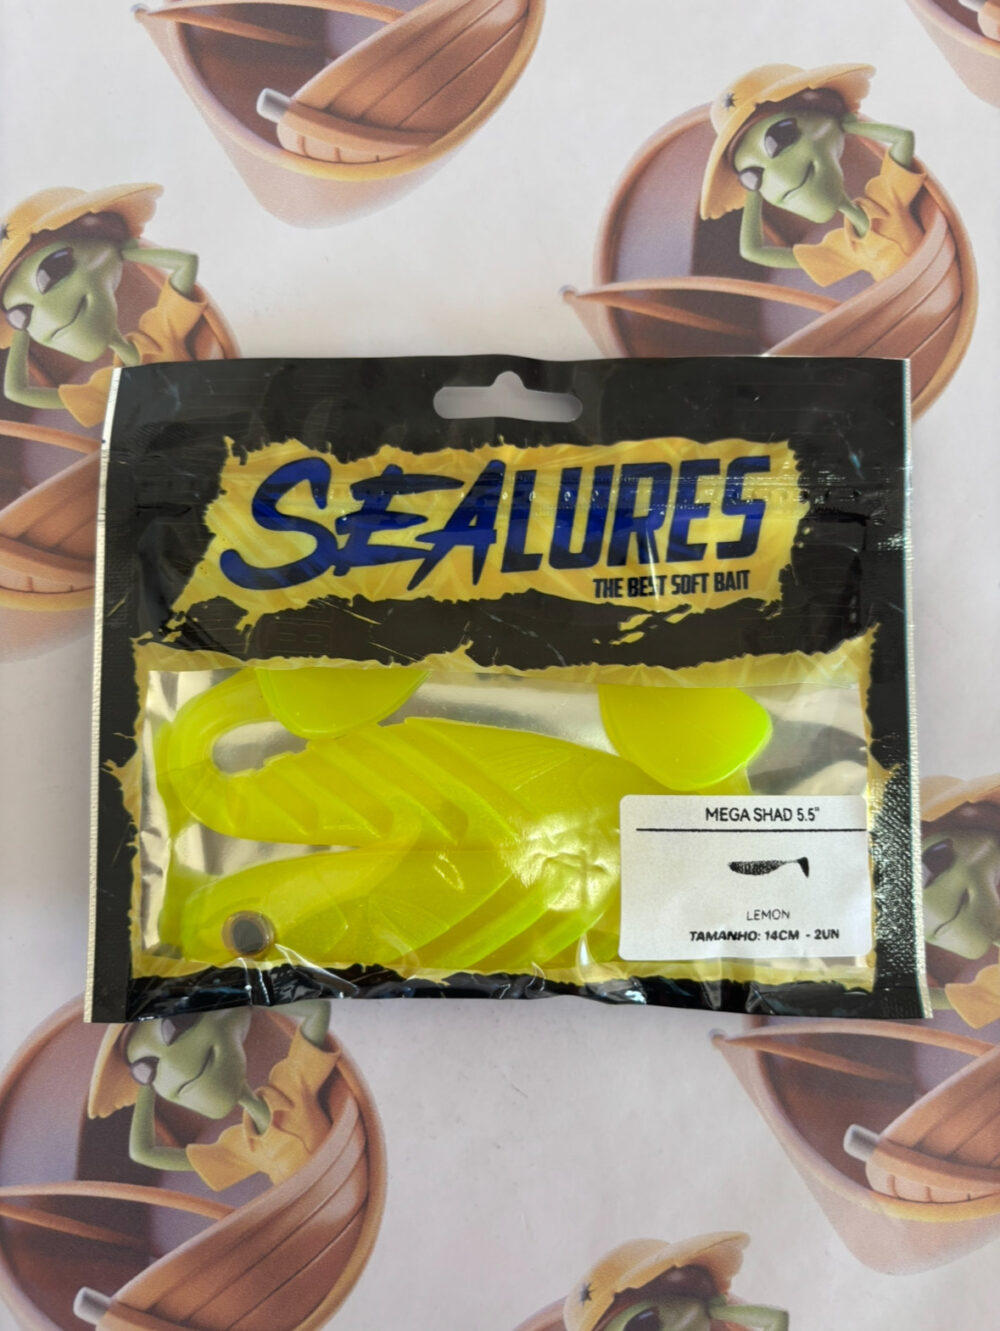 SEALURES
THE BEST SOFT BAIT
MEGA SHAD 5.5"
LEMON
TAMANHO: 14CM - 2UN